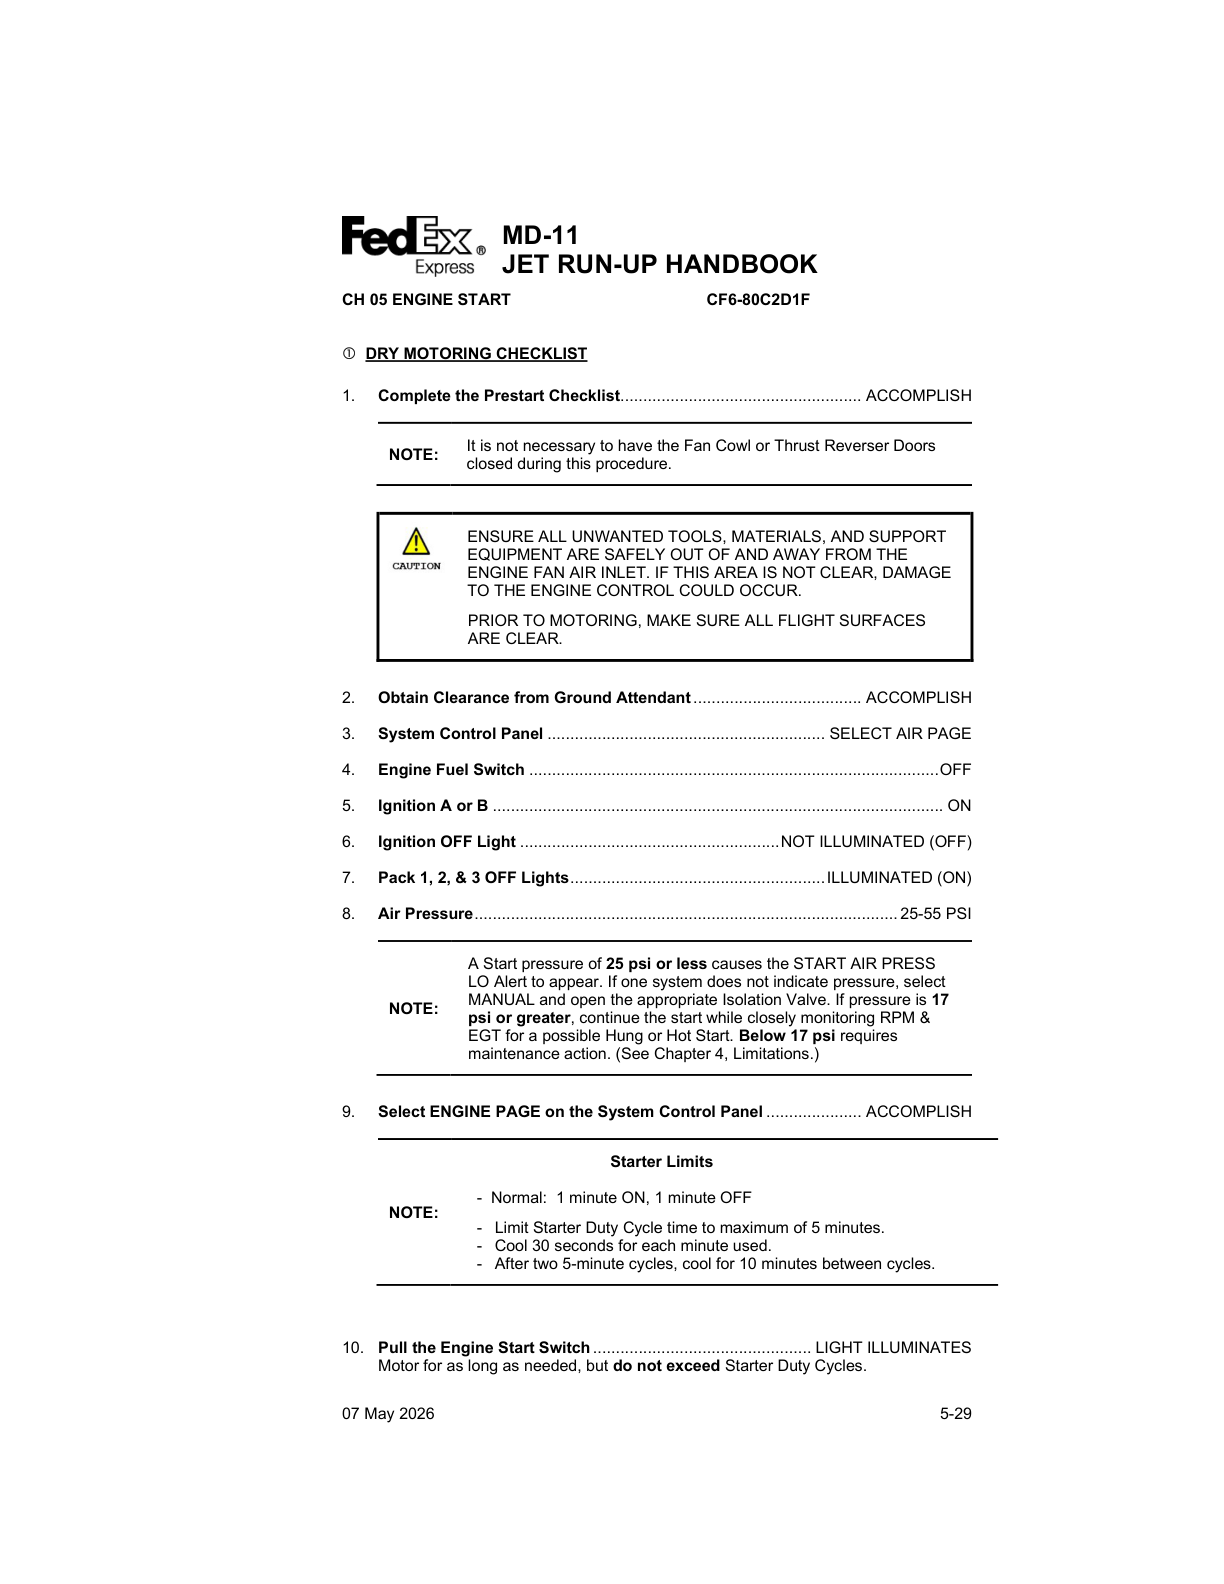 FedEx® Express
MD-11
JET RUN-UP HANDBOOK
CH 05 ENGINE START CF6-80C2D1F
① DRY MOTORING CHECKLIST
1. Complete the Prestart Checklist..................................................... ACCOMPLISH
NOTE: It is not necessary to have the Fan Cowl or Thrust Reverser Doors
closed during this procedure.
CAUTION
ENSURE ALL UNWANTED TOOLS, MATERIALS, AND SUPPORT
EQUIPMENT ARE SAFELY OUT OF AND AWAY FROM THE
ENGINE FAN AIR INLET. IF THIS AREA IS NOT CLEAR, DAMAGE
TO THE ENGINE CONTROL COULD OCCUR.
PRIOR TO MOTORING, MAKE SURE ALL FLIGHT SURFACES
ARE CLEAR.
2. Obtain Clearance from Ground Attendant..................................... ACCOMPLISH
3. System Control Panel ............................................................. SELECT AIR PAGE
4. Engine Fuel Switch ..........................................................................................OFF
5. Ignition A or B ................................................................................................... ON
6. Ignition OFF Light .........................................................NOT ILLUMINATED (OFF)
7. Pack 1, 2, & 3 OFF Lights........................................................ILLUMINATED (ON)
8. Air Pressure............................................................................................. 25-55 PSI
NOTE:
A Start pressure of 25 psi or less causes the START AIR PRESS
LO Alert to appear. If one system does not indicate pressure, select
MANUAL and open the appropriate Isolation Valve. If pressure is 17
psi or greater, continue the start while closely monitoring RPM &
EGT for a possible Hung or Hot Start. Below 17 psi requires
maintenance action. (See Chapter 4, Limitations.)
9. Select ENGINE PAGE on the System Control Panel ..................... ACCOMPLISH
Starter Limits
NOTE:
- Normal: 1 minute ON, 1 minute OFF
- Limit Starter Duty Cycle time to maximum of 5 minutes.
- Cool 30 seconds for each minute used.
- After two 5-minute cycles, cool for 10 minutes between cycles.
10. Pull the Engine Start Switch ................................................ LIGHT ILLUMINATES
Motor for as long as needed, but do not exceed Starter Duty Cycles.
07 May 2026 5-29